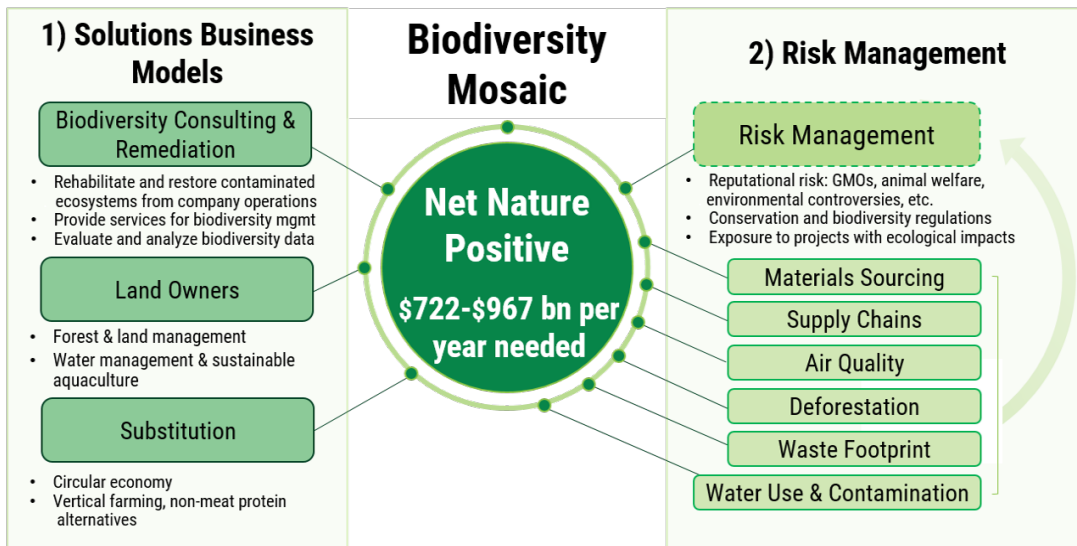 1) Solutions Business
Models
Biodiversity Consulting &
Remediation
• Rehabilitate and restore contaminated
ecosystems from company operations
• Provide services for biodiversity mgmt
• Evaluate and analyze biodiversity data
Land Owners
• Forest & land management
• Water management & sustainable
aquaculture
Substitution
• Circular economy
• Vertical farming, non-meat protein
alternatives
Biodiversity
Mosaic
Net Nature
Positive
$722-$967 bn per
year needed
2) Risk Management
Risk Management
• Reputational risk: GMOs, animal welfare,
environmental controversies, etc.
• Conservation and biodiversity regulations
• Exposure to projects with ecological impacts
Materials Sourcing
Supply Chains
Air Quality
Deforestation
Waste Footprint
Water Use & Contamination